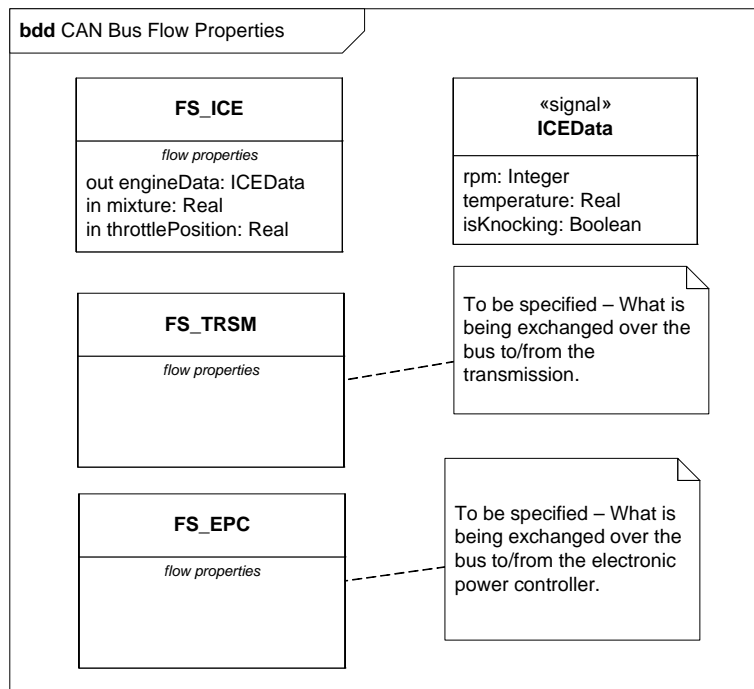 bdd CAN Bus Flow Properties
FS_ICE
flow properties
out engineData: ICEData
in mixture: Real
in throttlePosition: Real
«signal»
ICEData
rpm: Integer
temperature: Real
isKnocking: Boolean
FS_TRSM
flow properties
To be specified – What is
being exchanged over the
bus to/from the
transmission.
FS_EPC
flow properties
To be specified – What is
being exchanged over the
bus to/from the electronic
power controller.